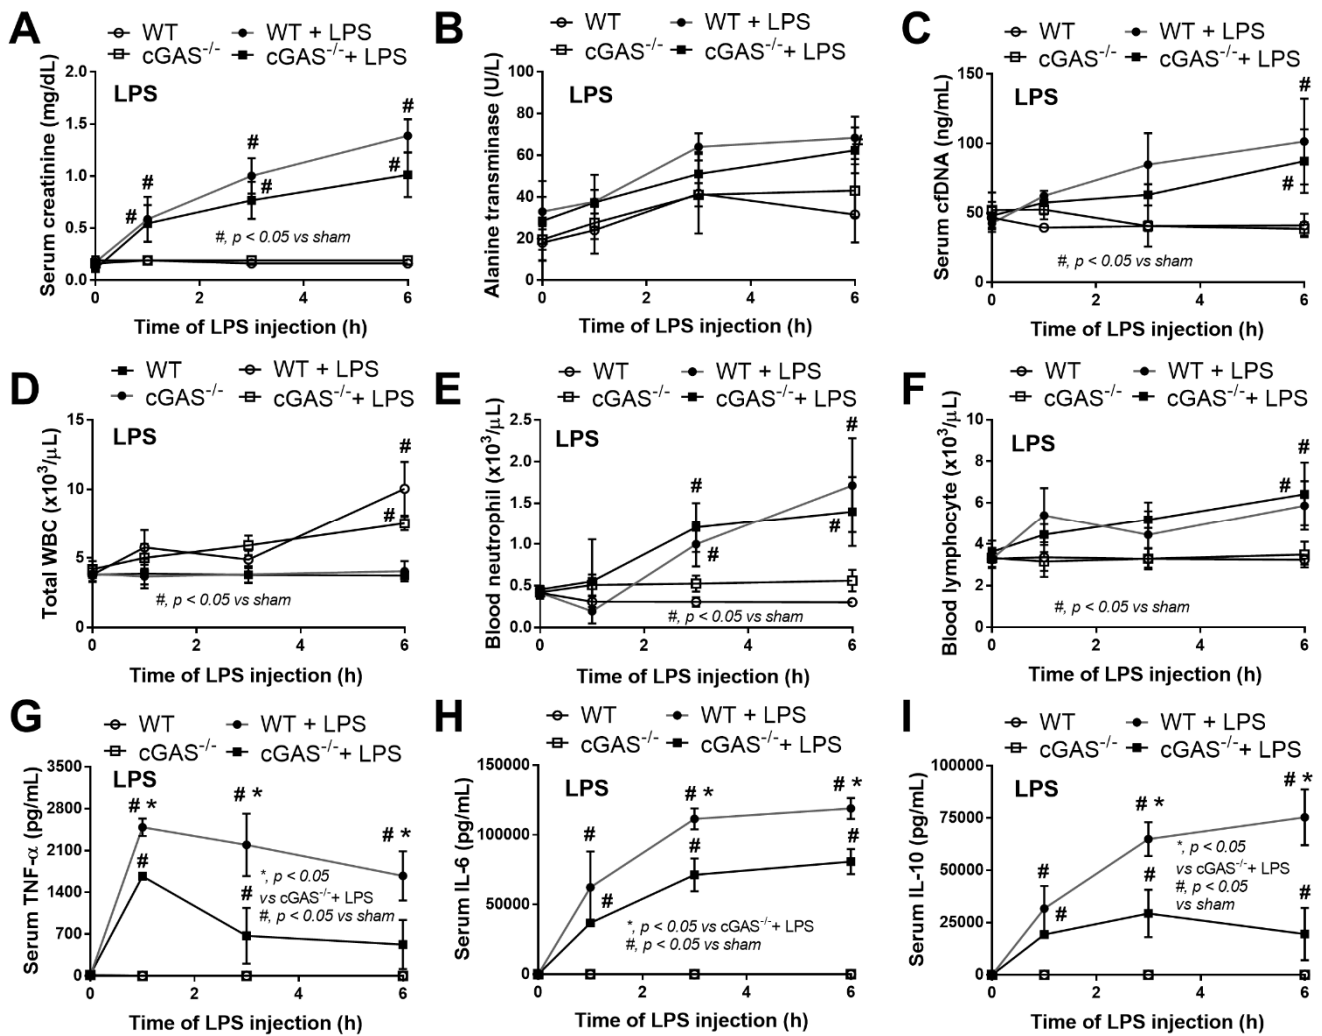 A
WT
WT + LPS
cGAS⁻/⁻
cGAS⁻/⁻+ LPS
Serum creatinine (mg/dL)
2.0
1.5
1.0
0.5
0.0
LPS
#
#
#
#
#
#
#, p < 0.05 vs sham
0 2 4 6
Time of LPS injection (h)
B
WT
WT + LPS
cGAS⁻/⁻
cGAS⁻/⁻+ LPS
Alanine transminase (U/L)
100
80
60
40
20
0
LPS
#
0 2 4 6
Time of LPS injection (h)
C
WT
WT + LPS
cGAS⁻/⁻
cGAS⁻/⁻+ LPS
Serum cfDNA (ng/mL)
150
100
50
0
LPS
#
#
#, p < 0.05 vs sham
0 2 4 6
Time of LPS injection (h)
D
WT
WT + LPS
cGAS⁻/⁻
cGAS⁻/⁻+ LPS
Total WBC (x10³/µL)
15
10
5
0
LPS
#
#
#, p < 0.05 vs sham
0 2 4 6
Time of LPS injection (h)
E
WT
WT + LPS
cGAS⁻/⁻
cGAS⁻/⁻+ LPS
Blood neutrophil (x10³/µL)
2.5
2.0
1.5
1.0
0.5
0.0
LPS
#
#
#
#
#, p < 0.05 vs sham
0 2 4 6
Time of LPS injection (h)
F
WT
WT + LPS
cGAS⁻/⁻
cGAS⁻/⁻+ LPS
Blood lymphocyte (x10³/µL)
10
8
6
4
2
0
LPS
#
#
#, p < 0.05 vs sham
0 2 4 6
Time of LPS injection (h)
G
WT
WT + LPS
cGAS⁻/⁻
cGAS⁻/⁻+ LPS
Serum TNF-α (pg/mL)
3500
2800
2100
1400
700
0
LPS
# *
# *
# *
#
#
*, p < 0.05
vs cGAS⁻/⁻+ LPS
#, p < 0.05 vs sham
0 2 4 6
Time of LPS injection (h)
H
WT
WT + LPS
cGAS⁻/⁻
cGAS⁻/⁻+ LPS
Serum IL-6 (pg/mL)
150000
100000
50000
0
LPS
#
# *
# *
#
#
#
*, p < 0.05 vs cGAS⁻/⁻+ LPS
#, p < 0.05 vs sham
0 2 4 6
Time of LPS injection (h)
I
WT
WT + LPS
cGAS⁻/⁻
cGAS⁻/⁻+ LPS
Serum IL-10 (pg/mL)
100000
75000
50000
25000
0
LPS
#
# *
# *
#
#
#
*, p < 0.05
vs cGAS⁻/⁻+ LPS
#, p < 0.05
vs sham
0 2 4 6
Time of LPS injection (h)